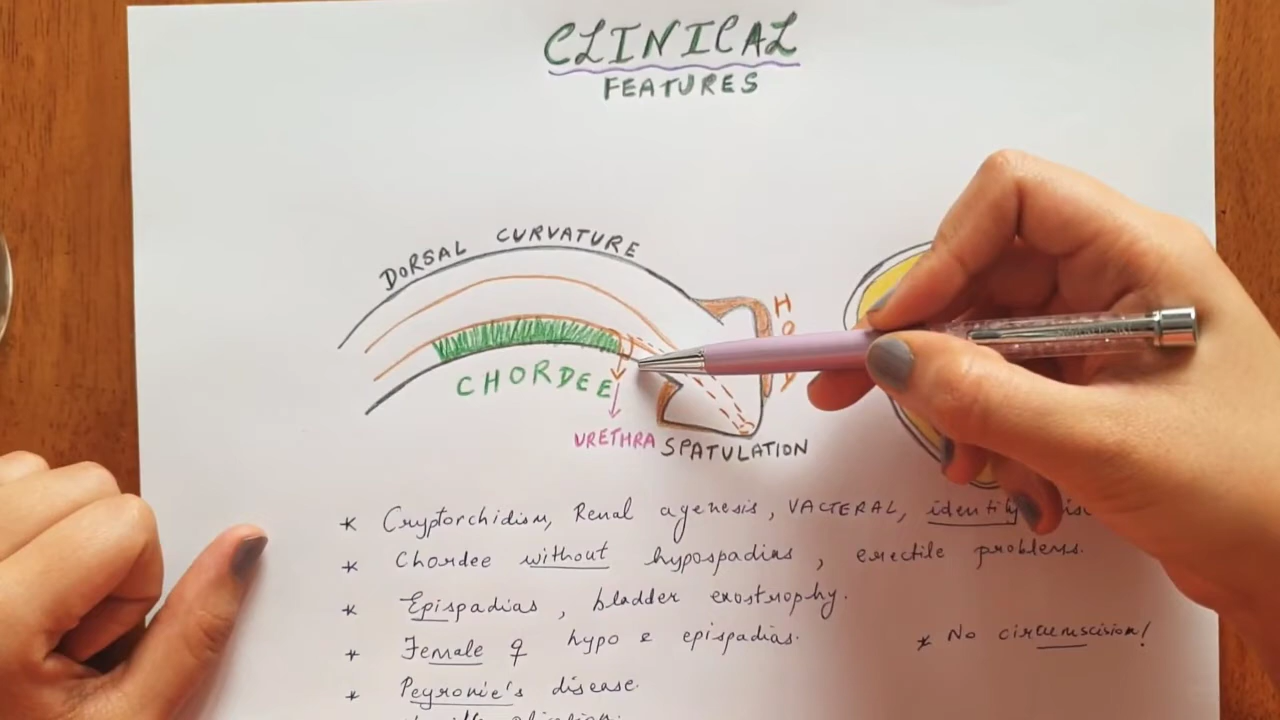 CLINICAL
FEATURES
DORSAL CURVATURE
CHORDEE
URETHRA
SPATULATION
* Cryptorchidism, Renal agenesis, VACTERAL, identity
* Chordee without hypospadias, erectile problems.
* Epispadias, bladder exostrophy.
* Female ♀ hypo & epispadias.
* No circumscision!
* Peyronie's disease.